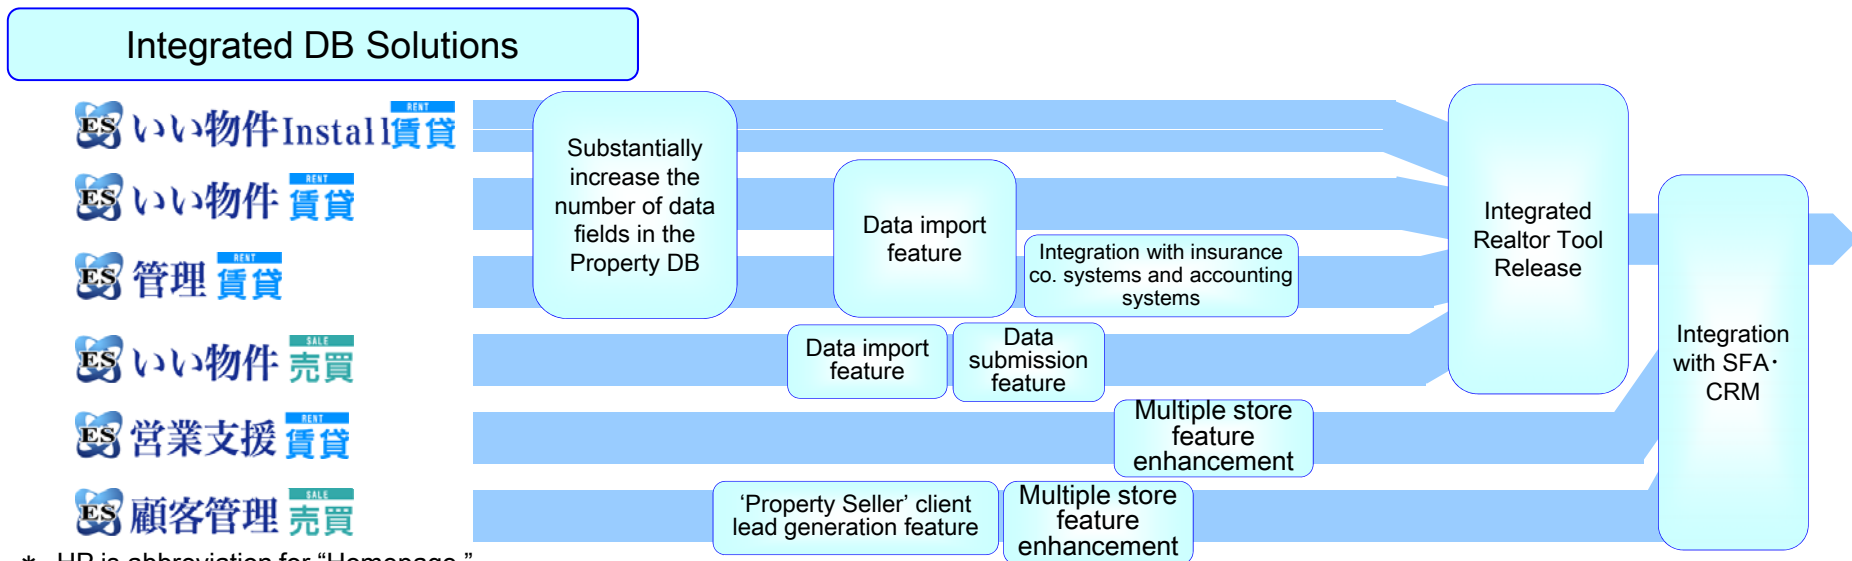 Integrated DB Solutions
ES いい物件Install RENT 賃貸
ES いい物件 RENT 賃貸
ES 管理 RENT 賃貸
ES いい物件 SALE 売買
ES 営業支援 RENT 賃貸
ES 顧客管理 SALE 売買
Substantially
increase the
number of data
fields in the
Property DB
Data import
feature
Integration with insurance
co. systems and accounting
systems
Data import
feature
Data
submission
feature
Multiple store
feature
enhancement
‘Property Seller’ client
lead generation feature
Multiple store
feature
enhancement
Integrated
Realtor Tool
Release
Integration
with SFA・
CRM
* HP is abbreviation for “Homepage.”